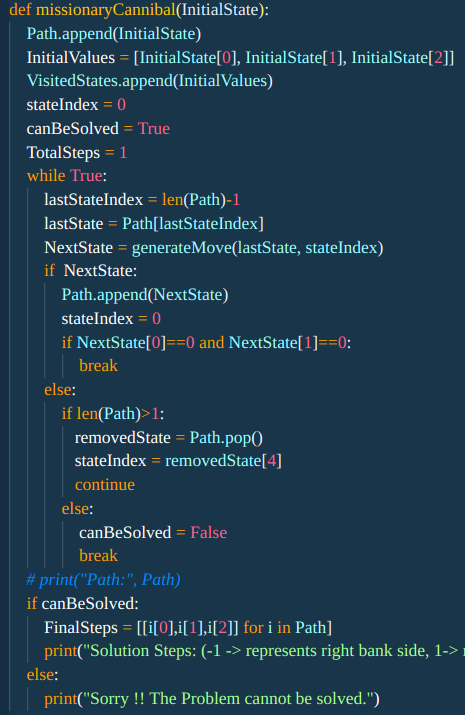 def missionaryCannibal(InitialState):
    Path.append(InitialState)
    InitialValues = [InitialState[0], InitialState[1], InitialState[2]]
    VisitedStates.append(InitialValues)
    stateIndex = 0
    canBeSolved = True
    TotalSteps = 1
    while True:
        lastStateIndex = len(Path)-1
        lastState = Path[lastStateIndex]
        NextState = generateMove(lastState, stateIndex)
        if  NextState:
            Path.append(NextState)
            stateIndex = 0
            if NextState[0]==0 and NextState[1]==0:
                break
        else:
            if len(Path)>1:
                removedState = Path.pop()
                stateIndex = removedState[4]
                continue
            else:
                canBeSolved = False
                break
    # print("Path:", Path)
    if canBeSolved:
        FinalSteps = [[i[0],i[1],i[2]] for i in Path]
        print("Solution Steps: (-1 -> represents right bank side, 1->
    else:
        print("Sorry !! The Problem cannot be solved.")